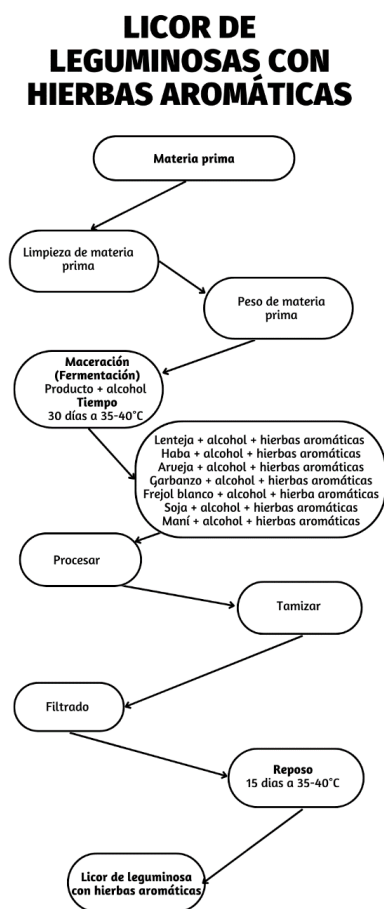 LICOR DE
LEGUMINOSAS CON
HIERBAS AROMÁTICAS
Materia prima
Limpieza de materia
prima
Peso de materia
prima
Maceración
(Fermentación)
Producto + alcohol
Tiempo
30 días a 35-40°C
Lenteja + alcohol + hierbas aromáticas
Haba + alcohol + hierbas aromáticas
Arveja + alcohol + hierbas aromáticas
Garbanzo + alcohol + hierbas aromáticas
Frejol blanco + alcohol + hierba aromáticas
Soja + alcohol + hierbas aromáticas
Maní + alcohol + hierbas aromáticas
Procesar
Tamizar
Filtrado
Reposo
15 dias a 35-40°C
Licor de leguminosa
con hierbas aromáticas